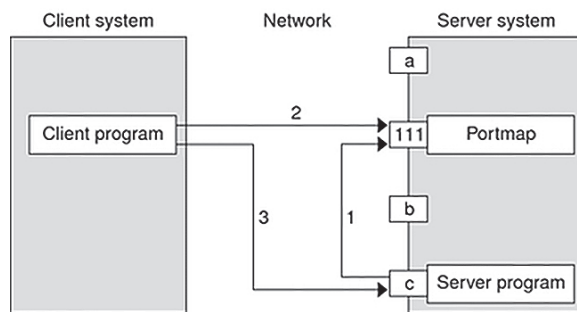 Client system
Network
Server system
a
2
Client program
111
Portmap
b
3
1
c
Server program